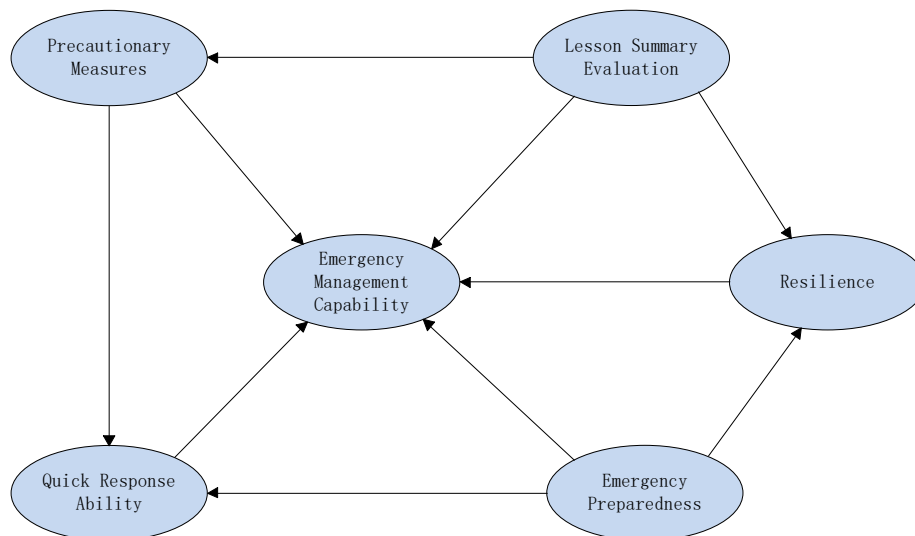 Precautionary
Measures
Lesson Summary
Evaluation
Emergency
Management
Capability
Resilience
Quick Response
Ability
Emergency
Preparedness